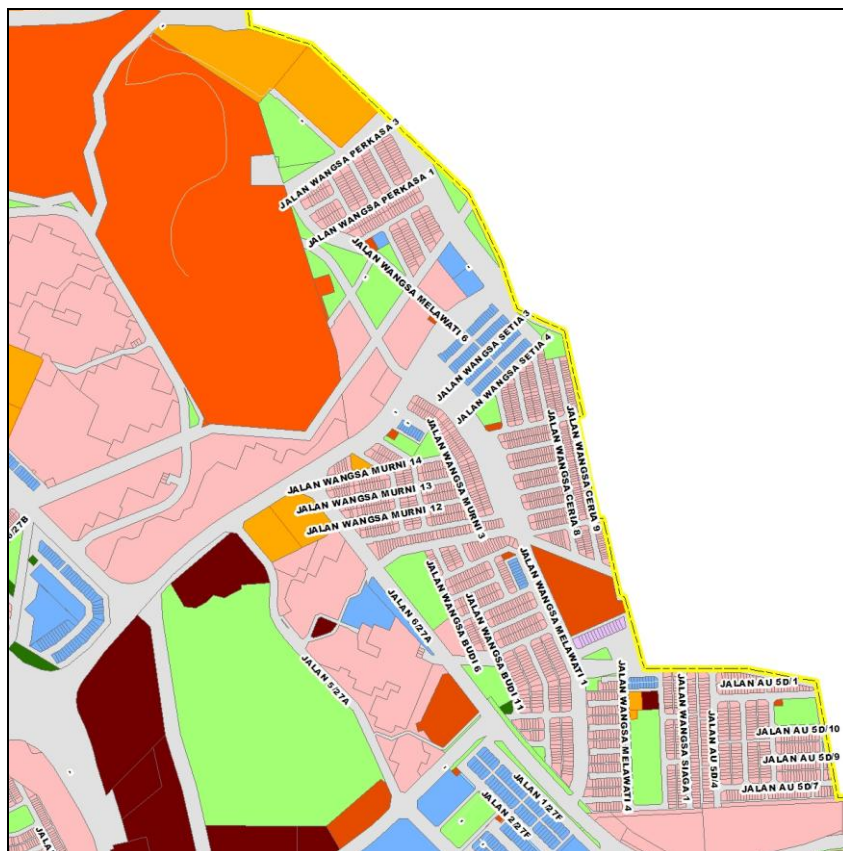 JALAN WANGSA PERKASA 3
JALAN WANGSA PERKASA 1
JALAN WANGSA MELAWATI 6
JALAN WANGSA SETIA 3
JALAN WANGSA SETIA 4
JALAN WANGSA CERIA 9
JALAN WANGSA CERIA 8
JALAN WANGSA MURNI 14
JALAN WANGSA MURNI 13
JALAN WANGSA MURNI 12
JALAN WANGSA MURNI 3
6/27B
JALAN WANGSA MELAWATI 1
JALAN WANGSA BUDI 6
JALAN WANGSA BUDI 11
JALAN 6/27A
JALAN 5/27A
JALAN WANGSA MELAWATI 4
JALAN WANGSA SIAGA 1
JALAN AU 5D/4
JALAN AU 5D/1
JALAN AU 5D/10
JALAN AU 5D/9
JALAN AU 5D/7
JALAN 1/27F
JALAN 2/27F